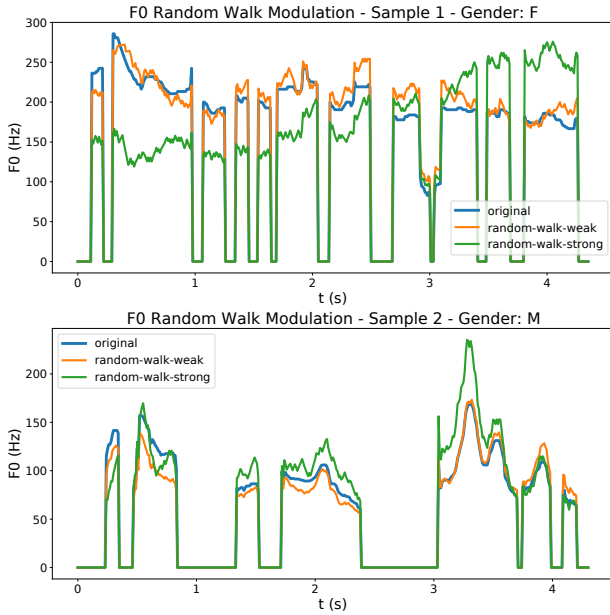 F0 Random Walk Modulation - Sample 1 - Gender: F
300
250
200
150
100
50
0
F0 (Hz)
original
random-walk-weak
random-walk-strong
0
1
2
3
4
t (s)
F0 Random Walk Modulation - Sample 2 - Gender: M
original
random-walk-weak
random-walk-strong
200
150
100
50
0
F0 (Hz)
0
1
2
3
4
t (s)